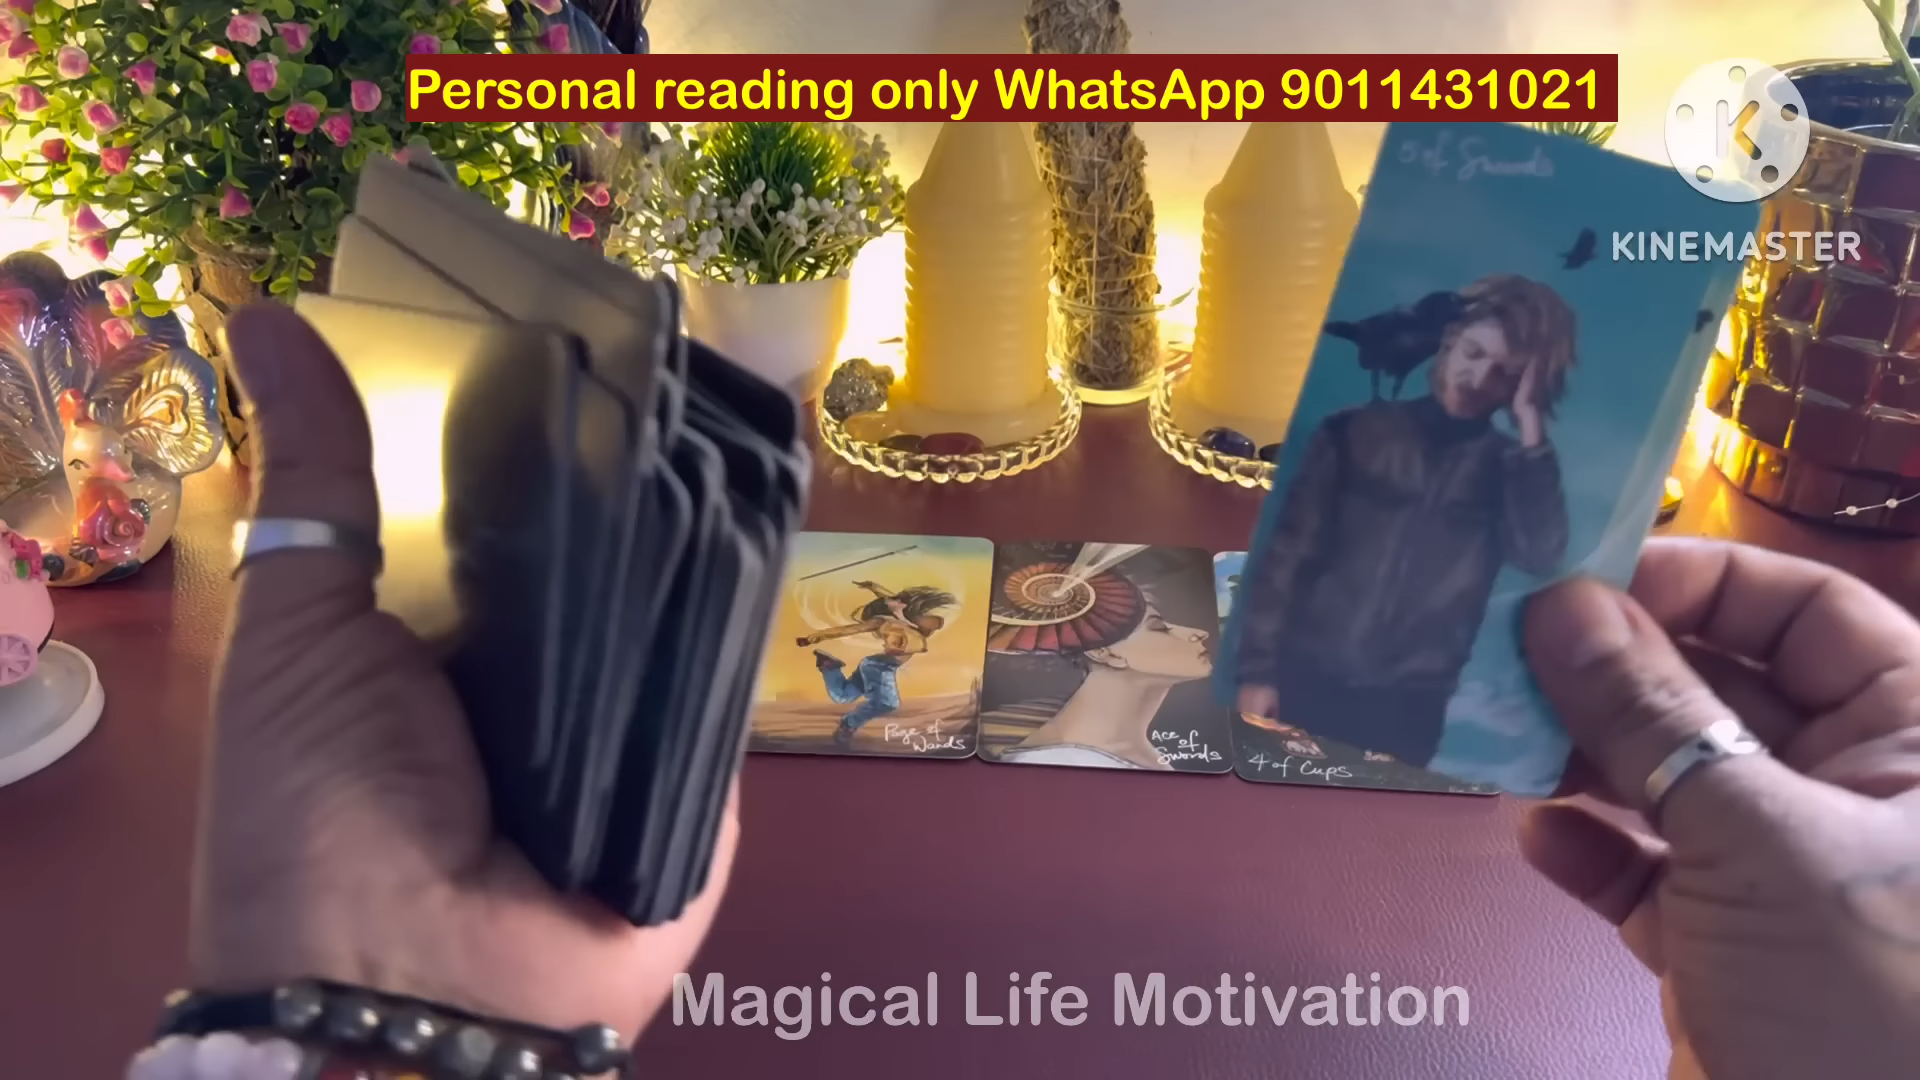 Personal reading only WhatsApp 9011431021
KINEMASTER
5 of Swords
Page of
Wands
Ace
of
Swords
4 of Cups
Magical Life Motivation